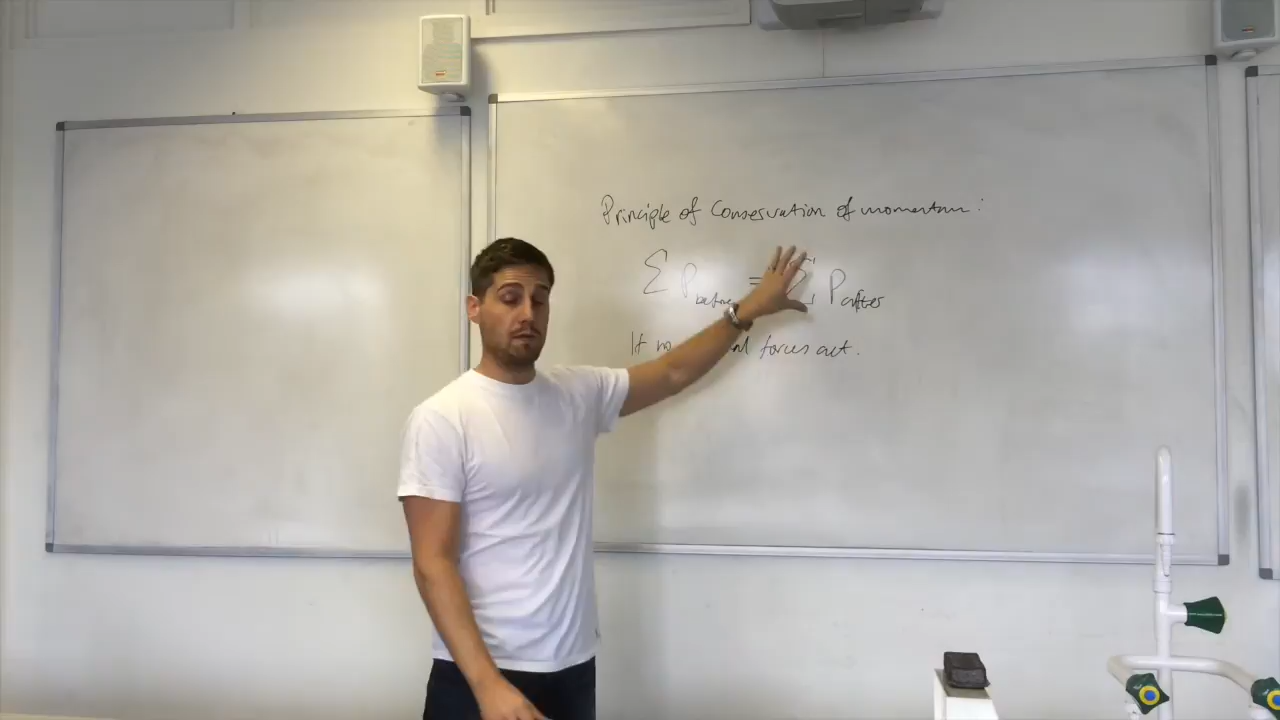 Principle of Conservation of momentum:
∑ P before = ∑ P after
If no forces act.